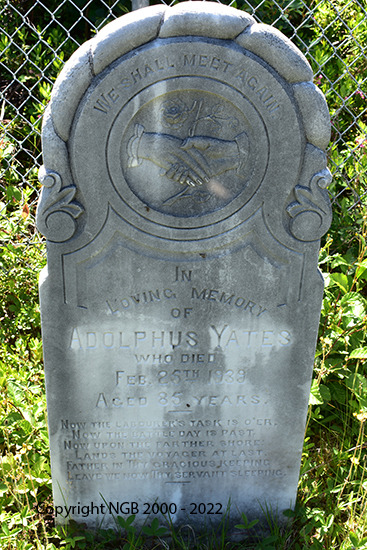 WE SHALL MEET AGAIN
IN
LOVING MEMORY
OF
ADOLPHUS YATES
WHO DIED
FEB. 25TH 1939
AGED 85 YEARS.
NOW THE LABOURER'S TASK IS O'ER,
NOW THE BATTLE DAY IS PAST,
NOW UPON THE FARTHER SHORE,
LANDS THE VOYAGER AT LAST,
FATHER IN THY GRACIOUS KEEPING
LEAVE WE NOW THY SERVANT SLEEPING.
Copyright NGB 2000 - 2022